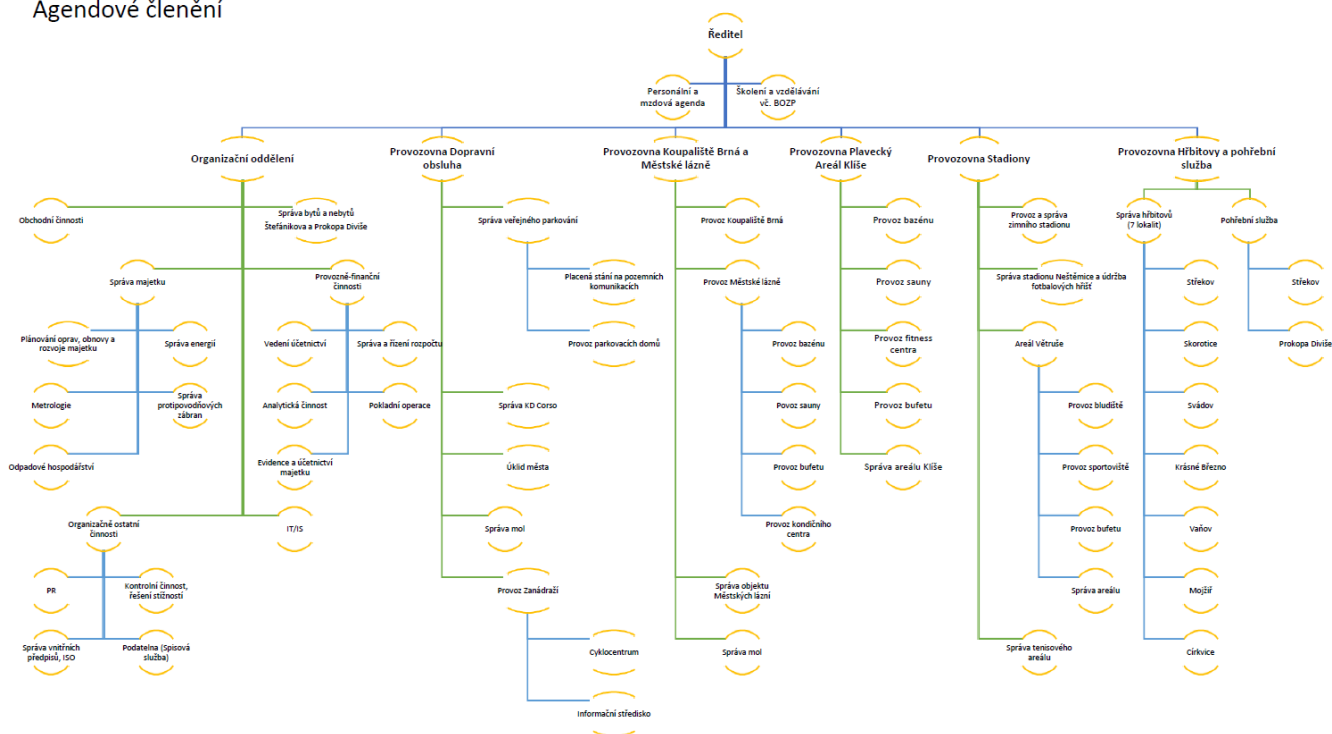 Agendové členění
Ředitel
Personální a
mzdová agenda
Školení a vzdělávání
vč. BOZP
Organizační oddělení
Obchodní činnosti
Správa bytů a nebytů
Štefánikova a Prokopa Diviše
Správa majetku
Plánování oprav, obnovy a
rozvoje majetku
Správa energií
Metrologie
Správa
protipovodňových
zábran
Odpadové hospodářství
Provozně-finanční
činnosti
Vedení účetnictví
Správa a řízení rozpočtu
Analytická činnost
Pokladní operace
Evidence a účetnictví
majetku
Organizačně ostatní
činnosti
PR
Kontrolní činnost,
řešení stížností
Správa vnitřních
předpisů, ISO
Podatelna (Spisová
služba)
IT/IS
Provozovna Dopravní
obsluha
Správa veřejného parkování
Placená stání na pozemních
komunikacích
Provoz parkovacích domů
Správa KD Corso
Úklid města
Správa mol
Provoz Zanádraží
Cyklocentrum
Informační středisko
Provozovna Koupaliště Brná a
Městské lázně
Provoz Koupaliště Brná
Provoz Městské lázně
Provoz bazénu
Povoz sauny
Provoz bufetu
Provoz kondičního
centra
Správa objektu
Městských lázní
Správa mol
Provozovna Plavecký
Areál Klíše
Provoz bazénu
Provoz sauny
Provoz fitness
centra
Provoz bufetu
Správa areálu Klíše
Provozovna Stadiony
Provoz a správa
zimního stadionu
Správa stadionu Neštěmice a údržba
fotbalových hřišť
Areál Větruše
Provoz bludiště
Provoz sportoviště
Provoz bufetu
Správa areálu
Správa tenisového
areálu
Provozovna Hřbitovy a pohřební
služba
Správa hřbitovů
(7 lokalit)
Střekov
Skorotice
Svádov
Krásné Březno
Vaňov
Mojžíř
Církvice
Pohřební služba
Střekov
Prokopa Diviše